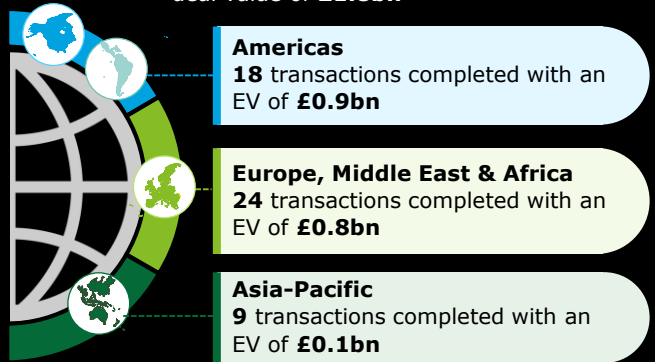 Americas
18 transactions completed with an
EV of £0.9bn
Europe, Middle East & Africa
24 transactions completed with an
EV of £0.8bn
Asia-Pacific
9 transactions completed with an
EV of £0.1bn